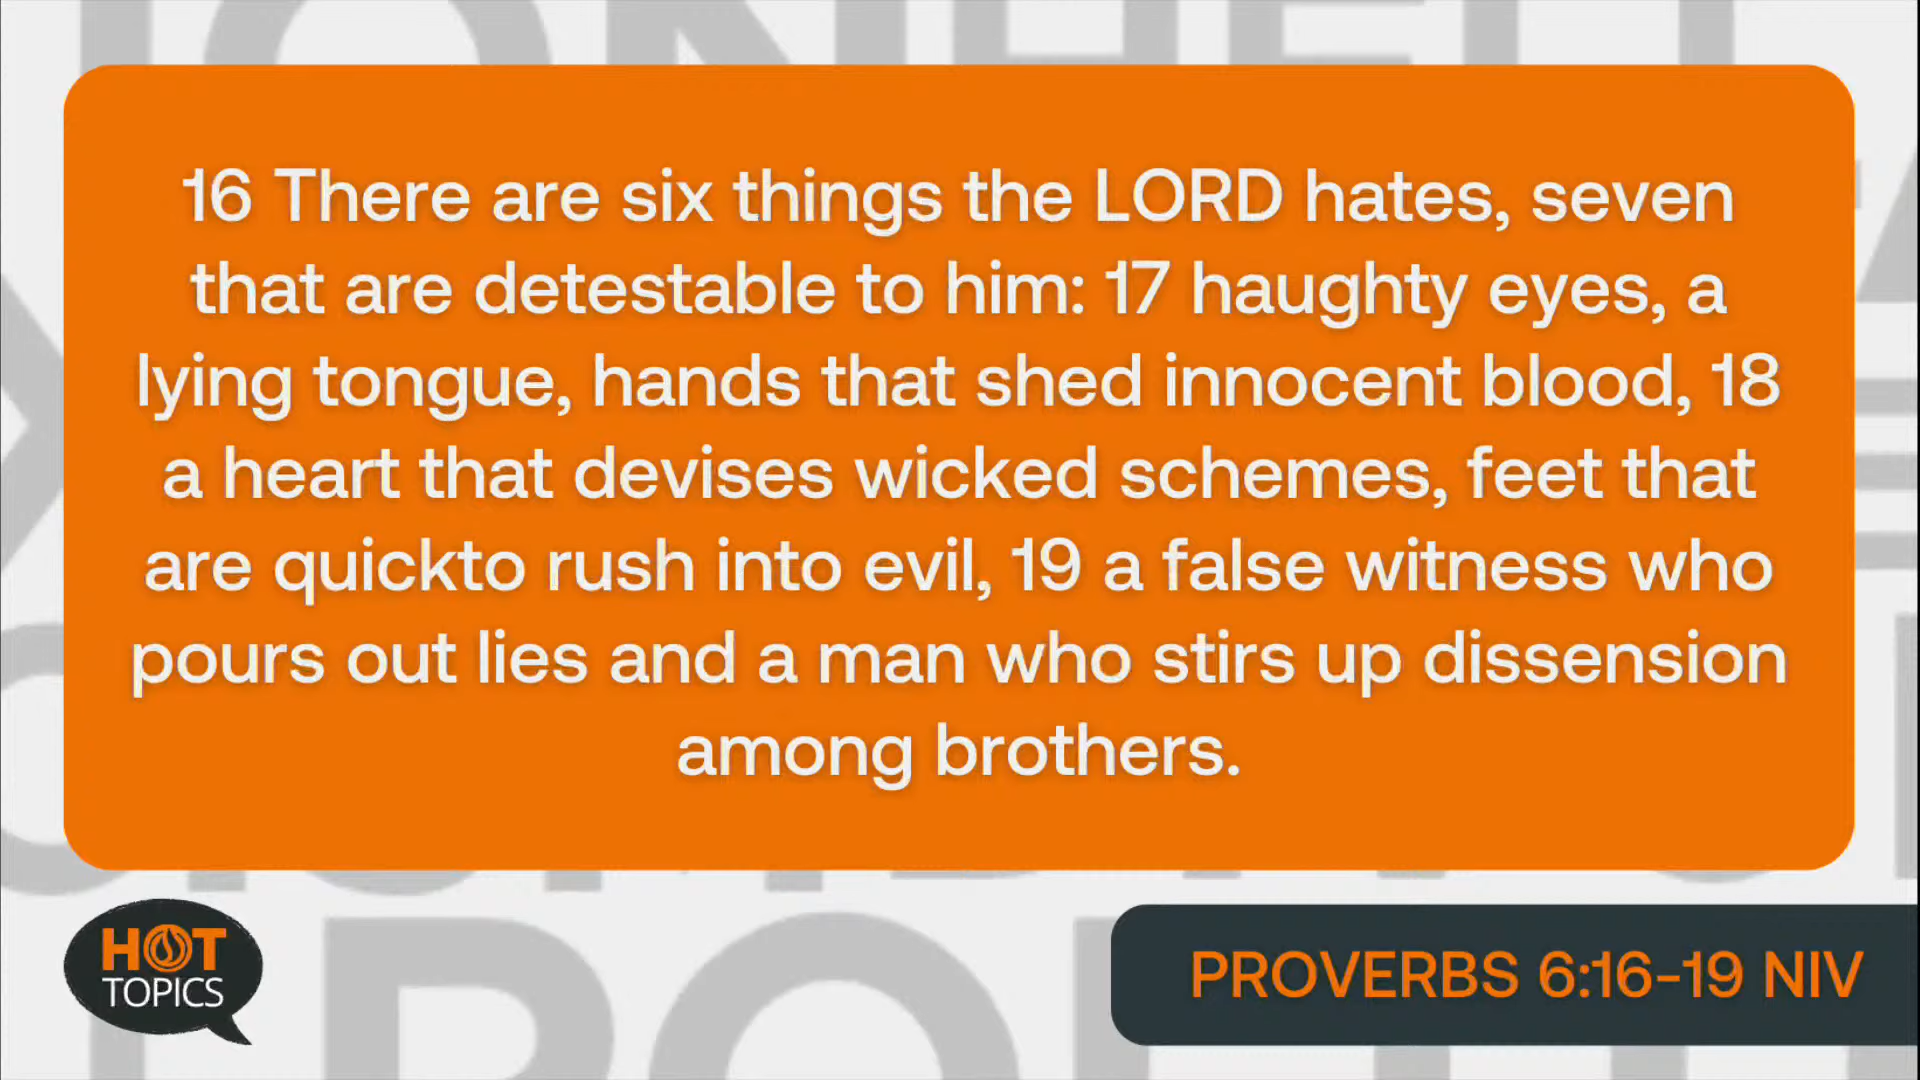 16 There are six things the LORD hates, seven
that are detestable to him: 17 haughty eyes, a
lying tongue, hands that shed innocent blood, 18
a heart that devises wicked schemes, feet that
are quickto rush into evil, 19 a false witness who
pours out lies and a man who stirs up dissension
among brothers.
HOT
TOPICS
PROVERBS 6:16-19 NIV